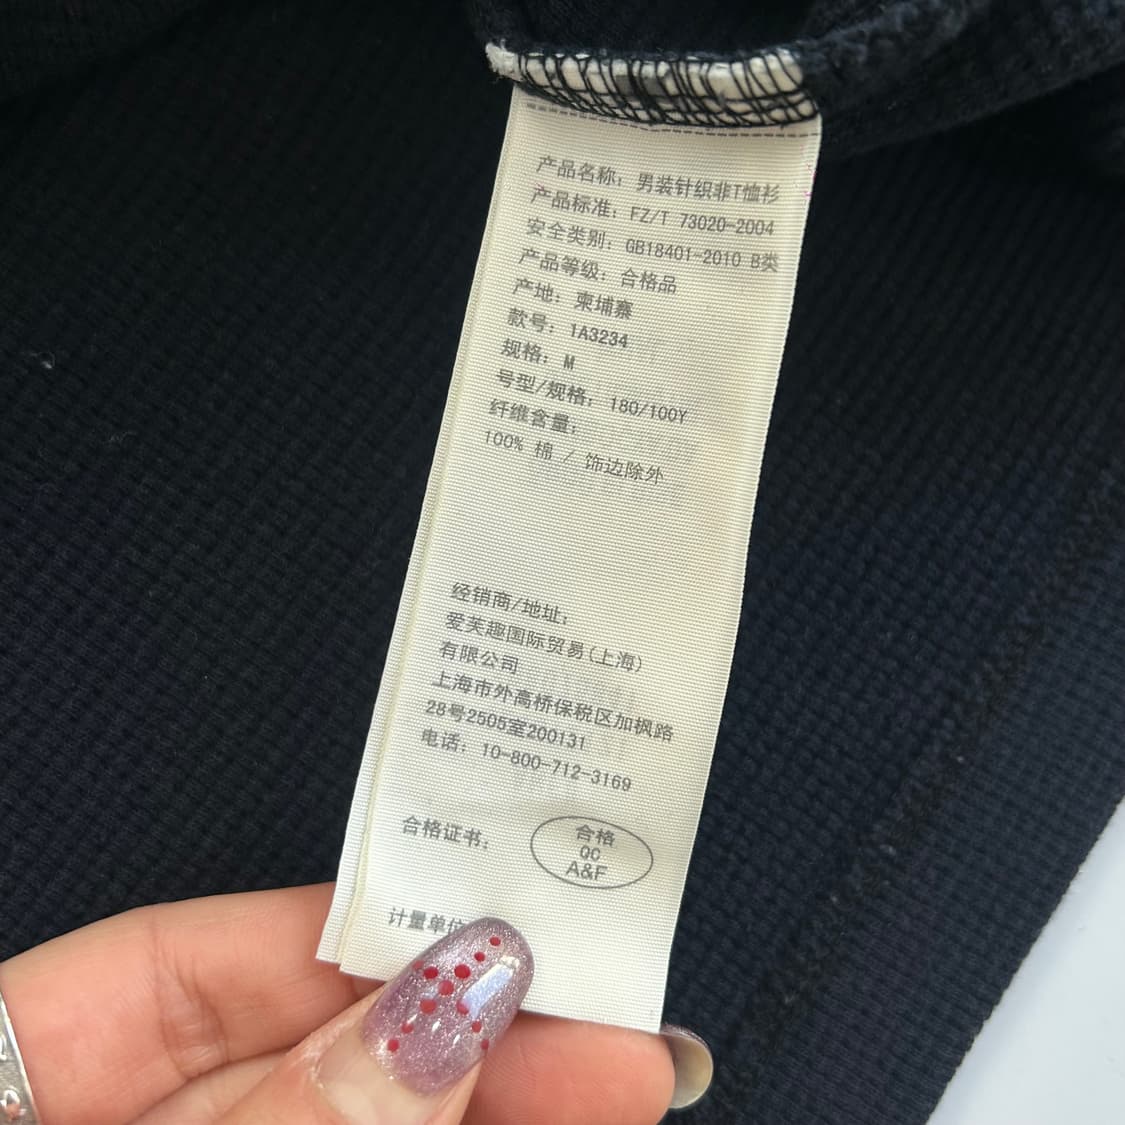 产品名称：男装针织非T恤衫
产品标准：FZ/T 73020-2004
安全类别：GB18401-2010 B类
产品等级：合格品
产地：柬埔寨
款号：1A3234
规格：M
号型/规格：180/100Y
纤维含量：
100% 棉 / 饰边除外
经销商/地址：
爱芙趣国际贸易(上海)
有限公司
上海市外高桥保税区加枫路
28号2505室200131
电话：10-800-712-3169
合格证书：
合格
QC
A&F
计量单位